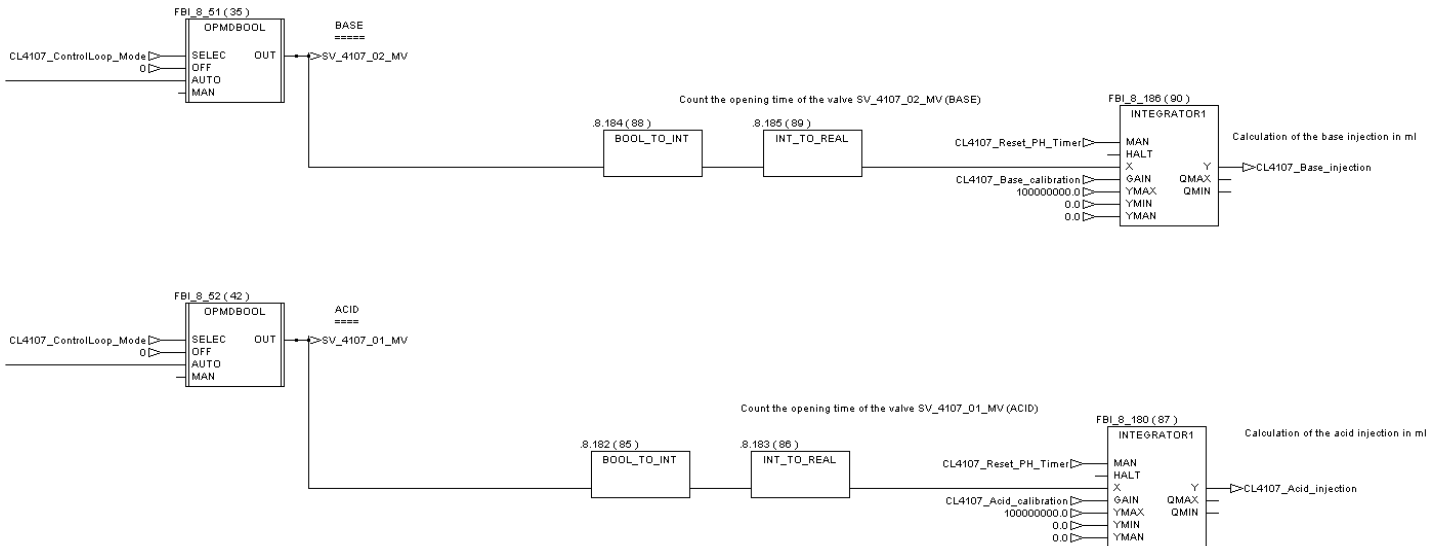 FBI_8_51 ( 35 )
OPMDBOOL
BASE
=====
CL4107_ControlLoop_Mode SELEC OUT SV_4107_02_MV
0 OFF
AUTO
MAN
Count the opening time of the valve SV_4107_02_MV (BASE)
.8.184 ( 88 )
BOOL_TO_INT
.8.185 ( 89 )
INT_TO_REAL
FBI_8_186 ( 90 )
INTEGRATOR1
Calculation of the base injection in ml
CL4107_Reset_PH_Timer MAN
HALT
X Y CL4107_Base_injection
CL4107_Base_calibration GAIN QMAX
100000000.0 YMAX QMIN
0.0 YMIN
0.0 YMAN
FBI_8_52 ( 42 )
OPMDBOOL
ACID
====
CL4107_ControlLoop_Mode SELEC OUT SV_4107_01_MV
0 OFF
AUTO
MAN
Count the opening time of the valve SV_4107_01_MV (ACID)
.8.182 ( 85 )
BOOL_TO_INT
.8.183 ( 86 )
INT_TO_REAL
FBI_8_180 ( 87 )
INTEGRATOR1
Calculation of the acid injection in ml
CL4107_Reset_PH_Timer MAN
HALT
X Y CL4107_Acid_injection
CL4107_Acid_calibration GAIN QMAX
100000000.0 YMAX QMIN
0.0 YMIN
0.0 YMAN